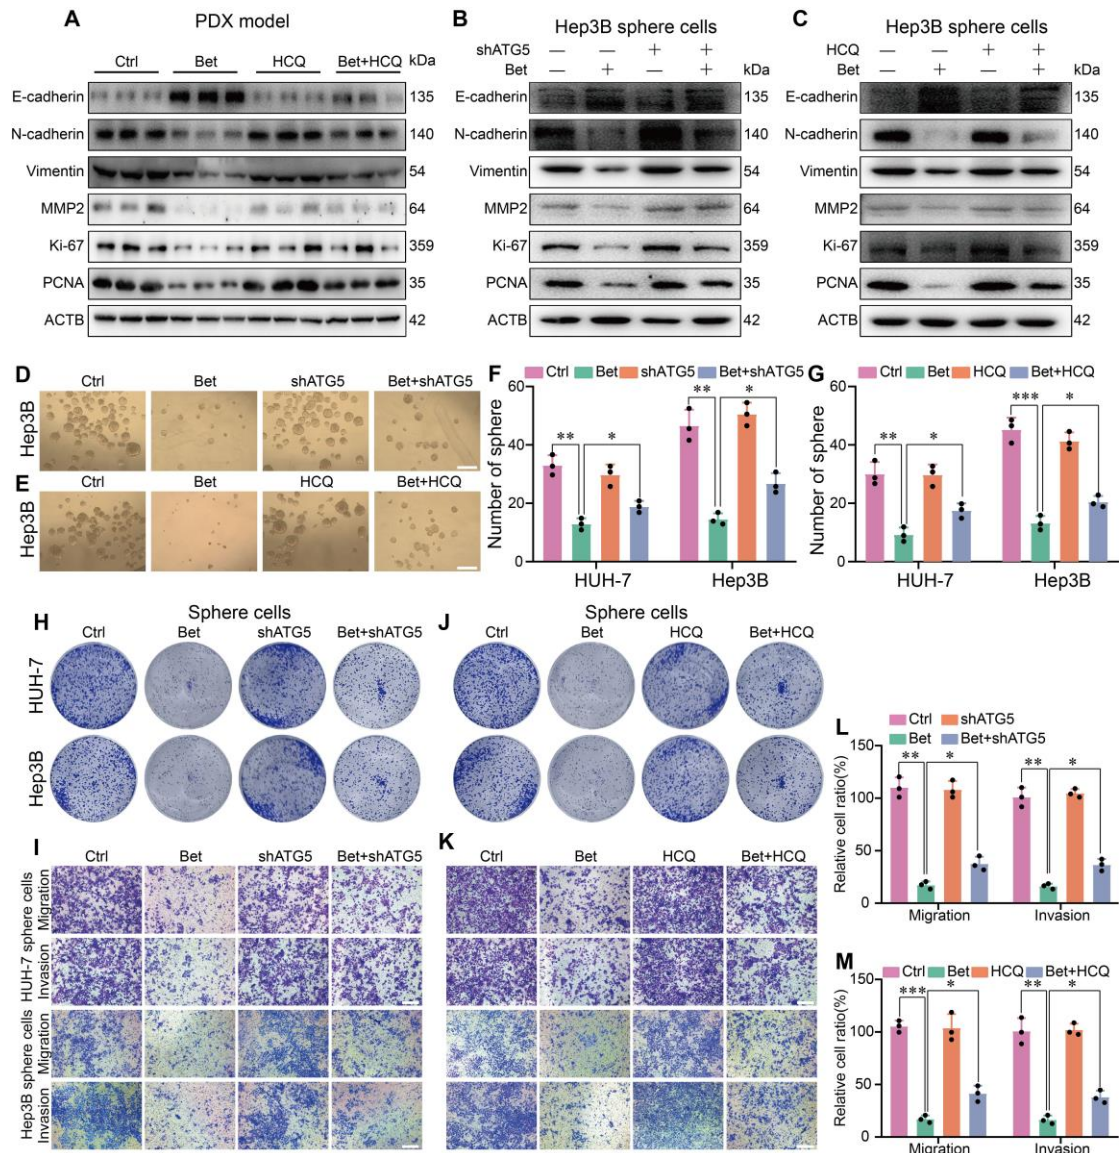 A
PDX model
Ctrl Bet HCQ Bet+HCQ kDa
E-cadherin 135
N-cadherin 140
Vimentin 54
MMP2 64
Ki-67 359
PCNA 35
ACTB 42
B
Hep3B sphere cells
shATG5 — — + +
Bet — + — + kDa
E-cadherin 135
N-cadherin 140
Vimentin 54
MMP2 64
Ki-67 359
PCNA 35
ACTB 42
C
Hep3B sphere cells
HCQ — — + +
Bet — + — + kDa
E-cadherin 135
N-cadherin 140
Vimentin 54
MMP2 64
Ki-67 359
PCNA 35
ACTB 42
D
Ctrl Bet shATG5 Bet+shATG5
Hep3B
E
Ctrl Bet HCQ Bet+HCQ
Hep3B
F
Ctrl Bet shATG5 Bet+shATG5
Number of sphere
60
40
20
0
** * ** *
HUH-7 Hep3B
G
Ctrl Bet HCQ Bet+HCQ
Number of sphere
60
40
20
0
** * *** *
HUH-7 Hep3B
Sphere cells
H
Ctrl Bet shATG5 Bet+shATG5
HUH-7
Hep3B
Sphere cells
J
Ctrl Bet HCQ Bet+HCQ
I
Ctrl Bet shATG5 Bet+shATG5
HUH-7 sphere cells
Migration
Invasion
Hep3B sphere cells
Migration
Invasion
K
Ctrl Bet HCQ Bet+HCQ
L
Ctrl shATG5
Bet Bet+shATG5
Relative cell ratio(%)
150
100
50
0
** * ** *
Migration Invasion
M
Ctrl Bet HCQ Bet+HCQ
Relative cell ratio(%)
150
100
50
0
*** * ** *
Migration Invasion